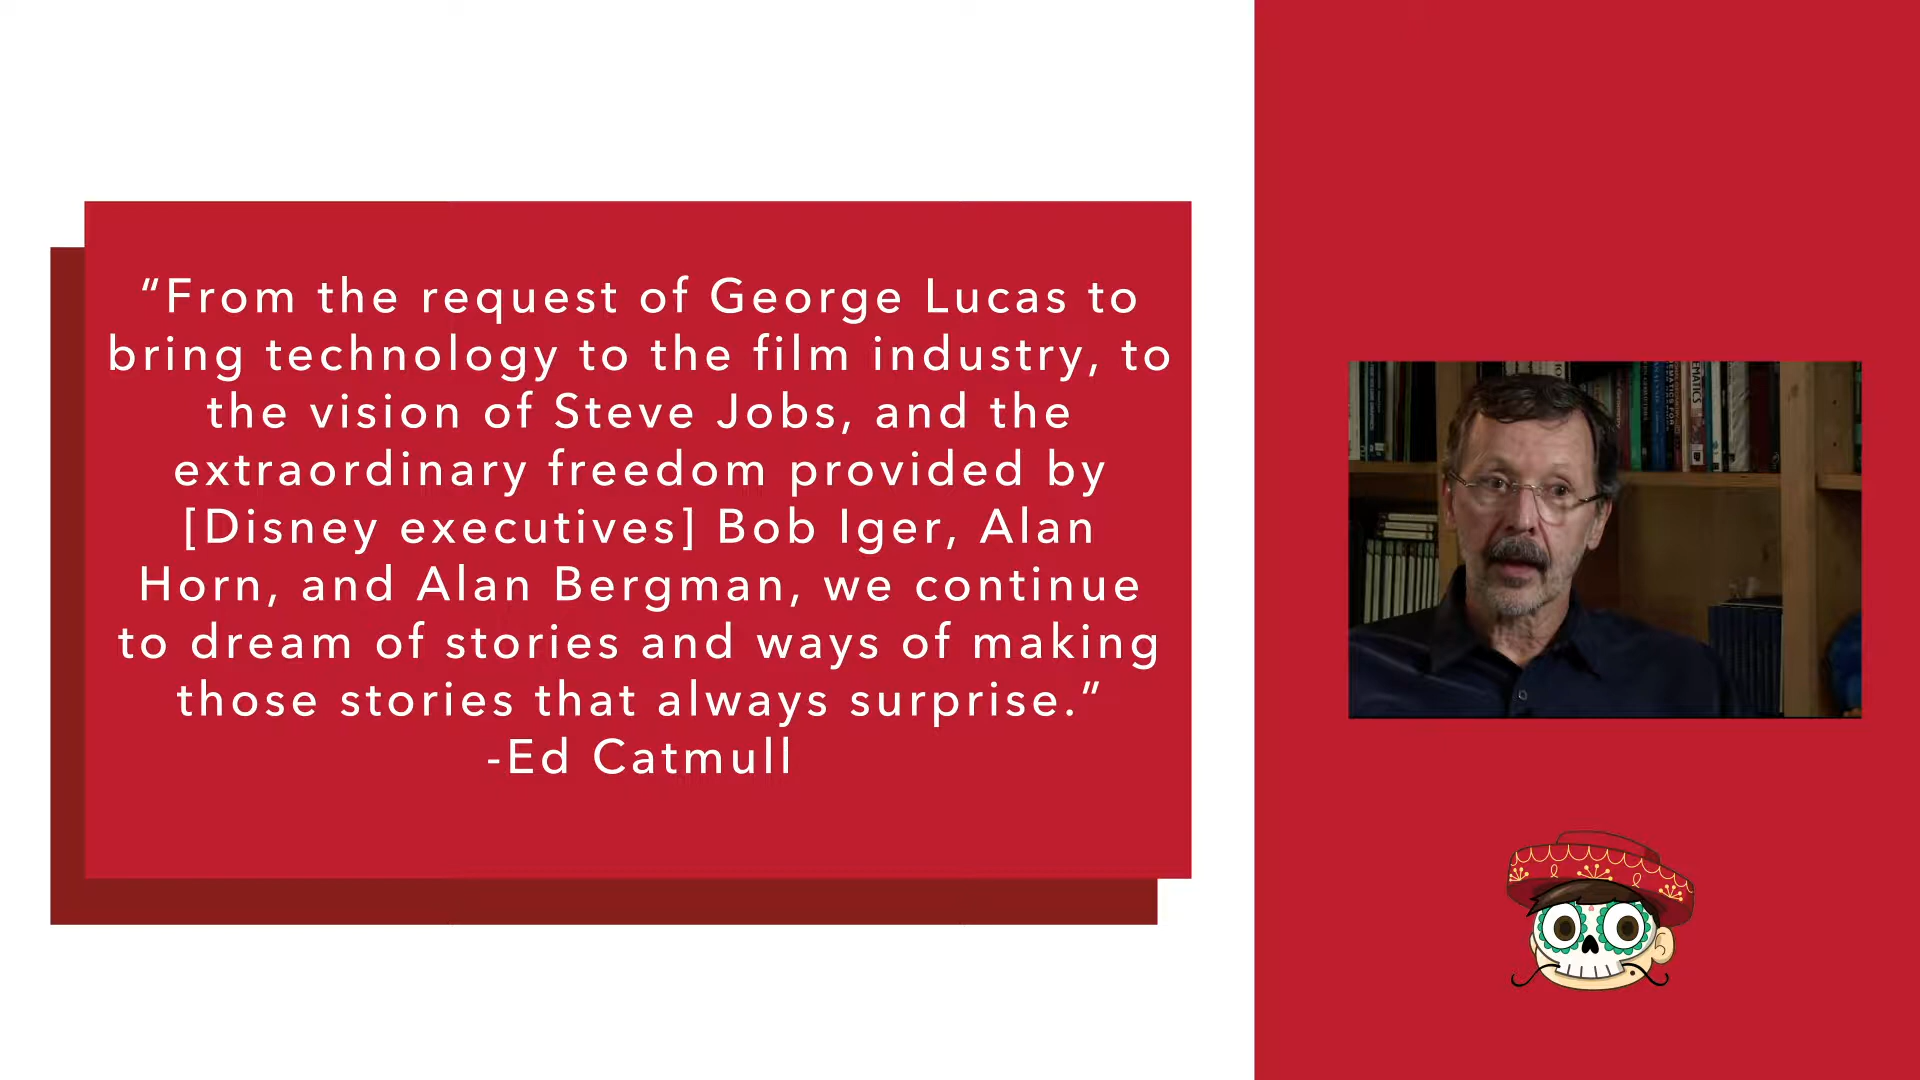 “From the request of George Lucas to
bring technology to the film industry, to
the vision of Steve Jobs, and the
extraordinary freedom provided by
[Disney executives] Bob Iger, Alan
Horn, and Alan Bergman, we continue
to dream of stories and ways of making
those stories that always surprise.”
-Ed Catmull